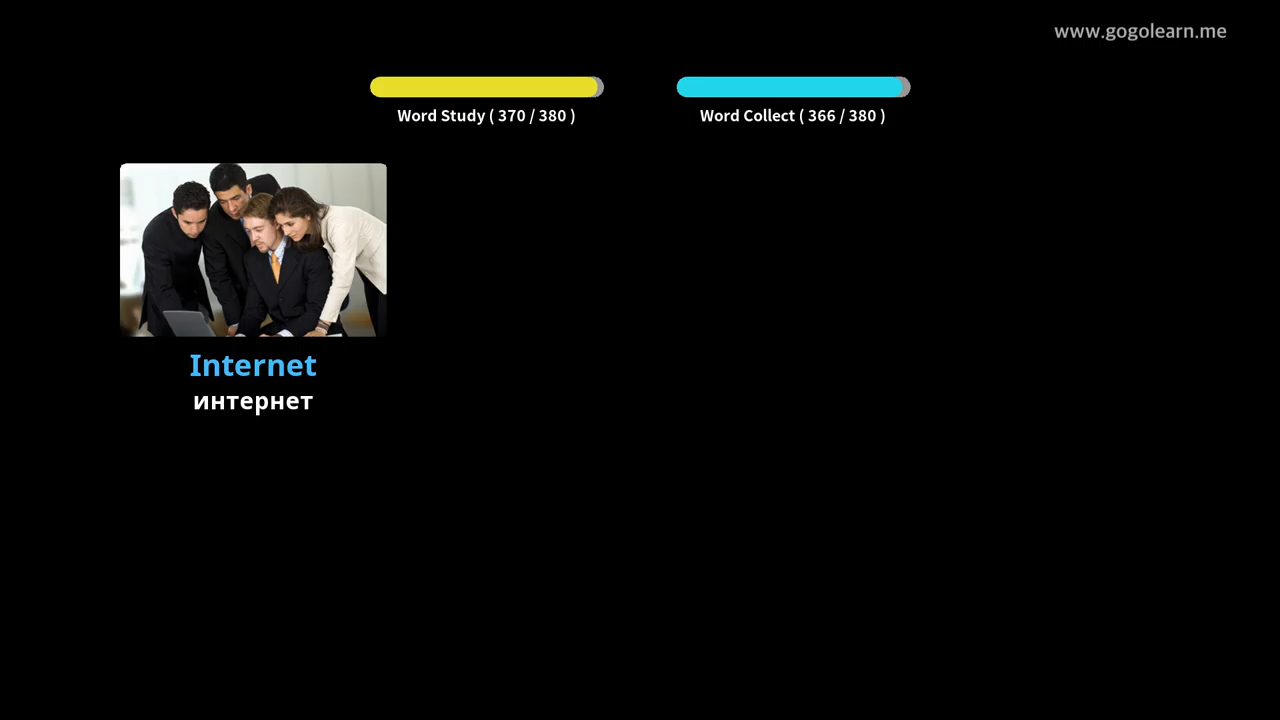 www.gogolearn.me
Word Study ( 370 / 380 )
Word Collect ( 366 / 380 )
Internet
интернет